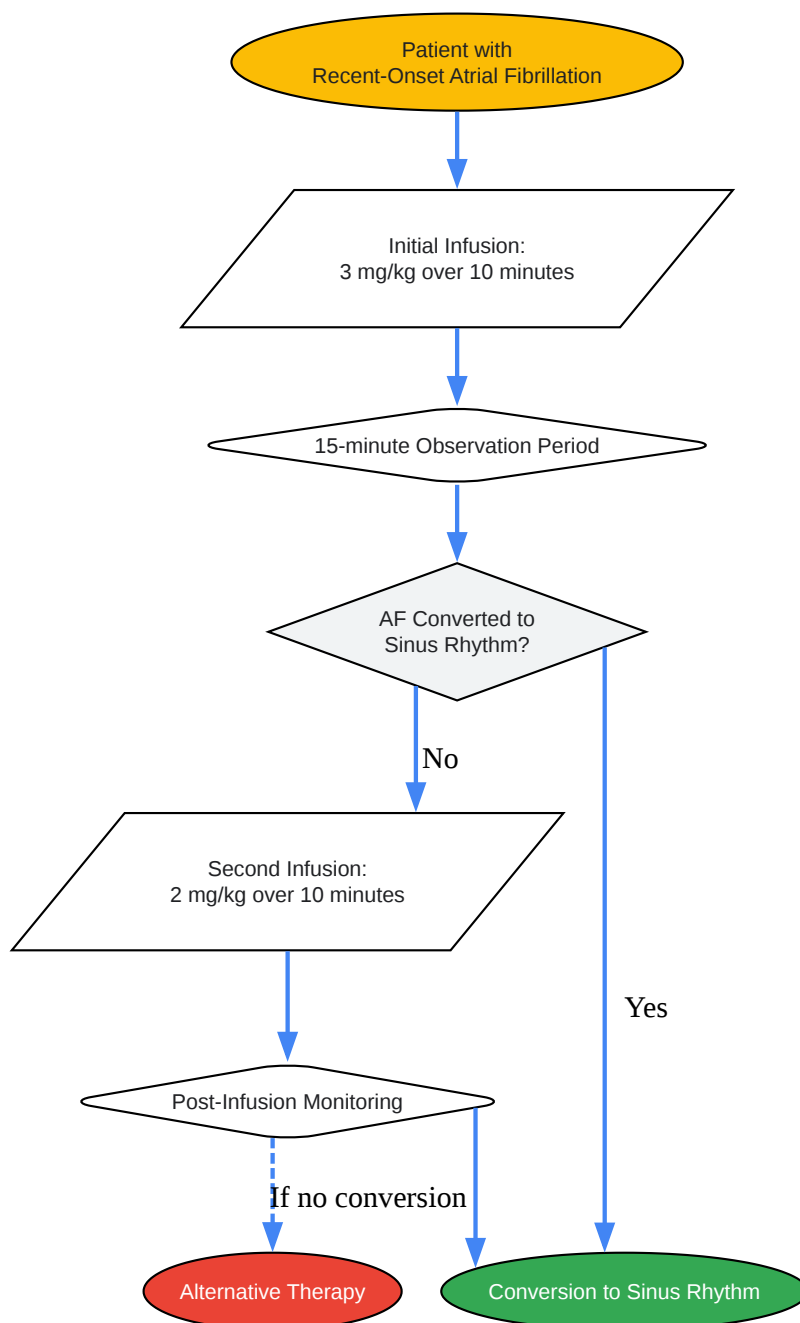 Patient with
Recent-Onset Atrial Fibrillation
Initial Infusion:
3 mg/kg over 10 minutes
15-minute Observation Period
AF Converted to
Sinus Rhythm?
No
Second Infusion:
2 mg/kg over 10 minutes
Yes
Post-Infusion Monitoring
If no conversion
Alternative Therapy
Conversion to Sinus Rhythm